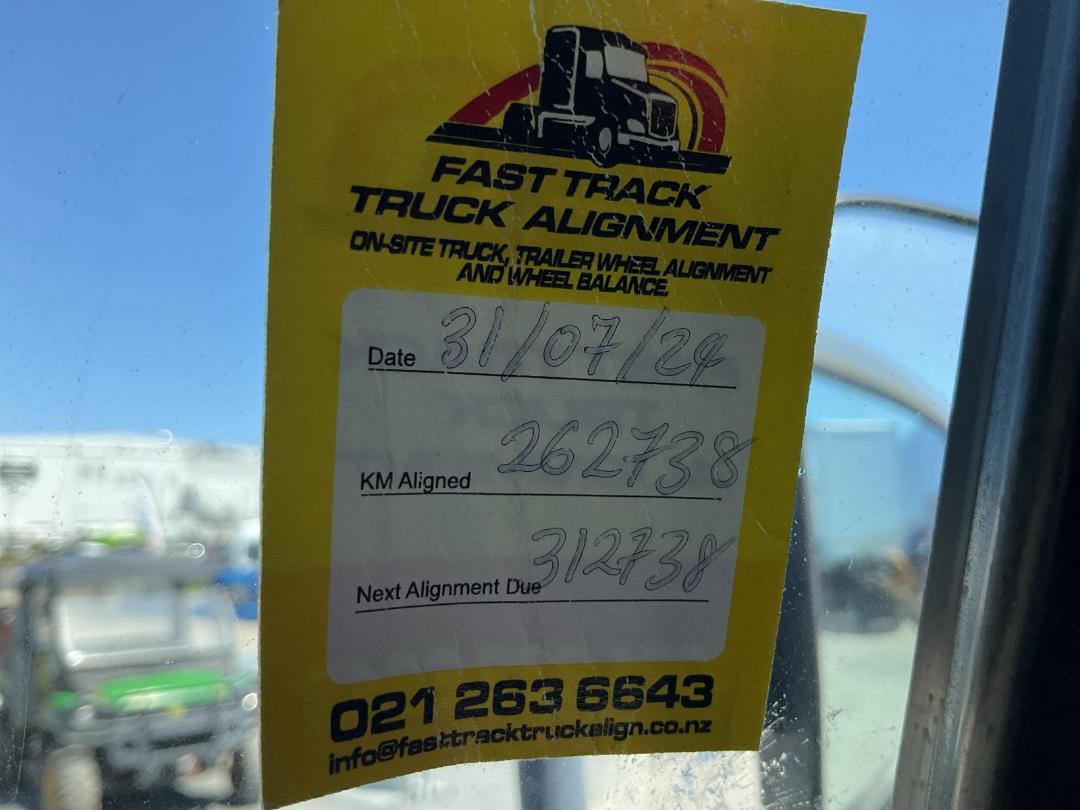 FAST TRACK
TRUCK ALIGNMENT
ON-SITE TRUCK, TRAILER WHEEL ALIGNMENT
AND WHEEL BALANCE.
Date 31/07/24
KM Aligned 262738
Next Alignment Due 312738
021 263 6643
info@fasttracktruckalign.co.nz